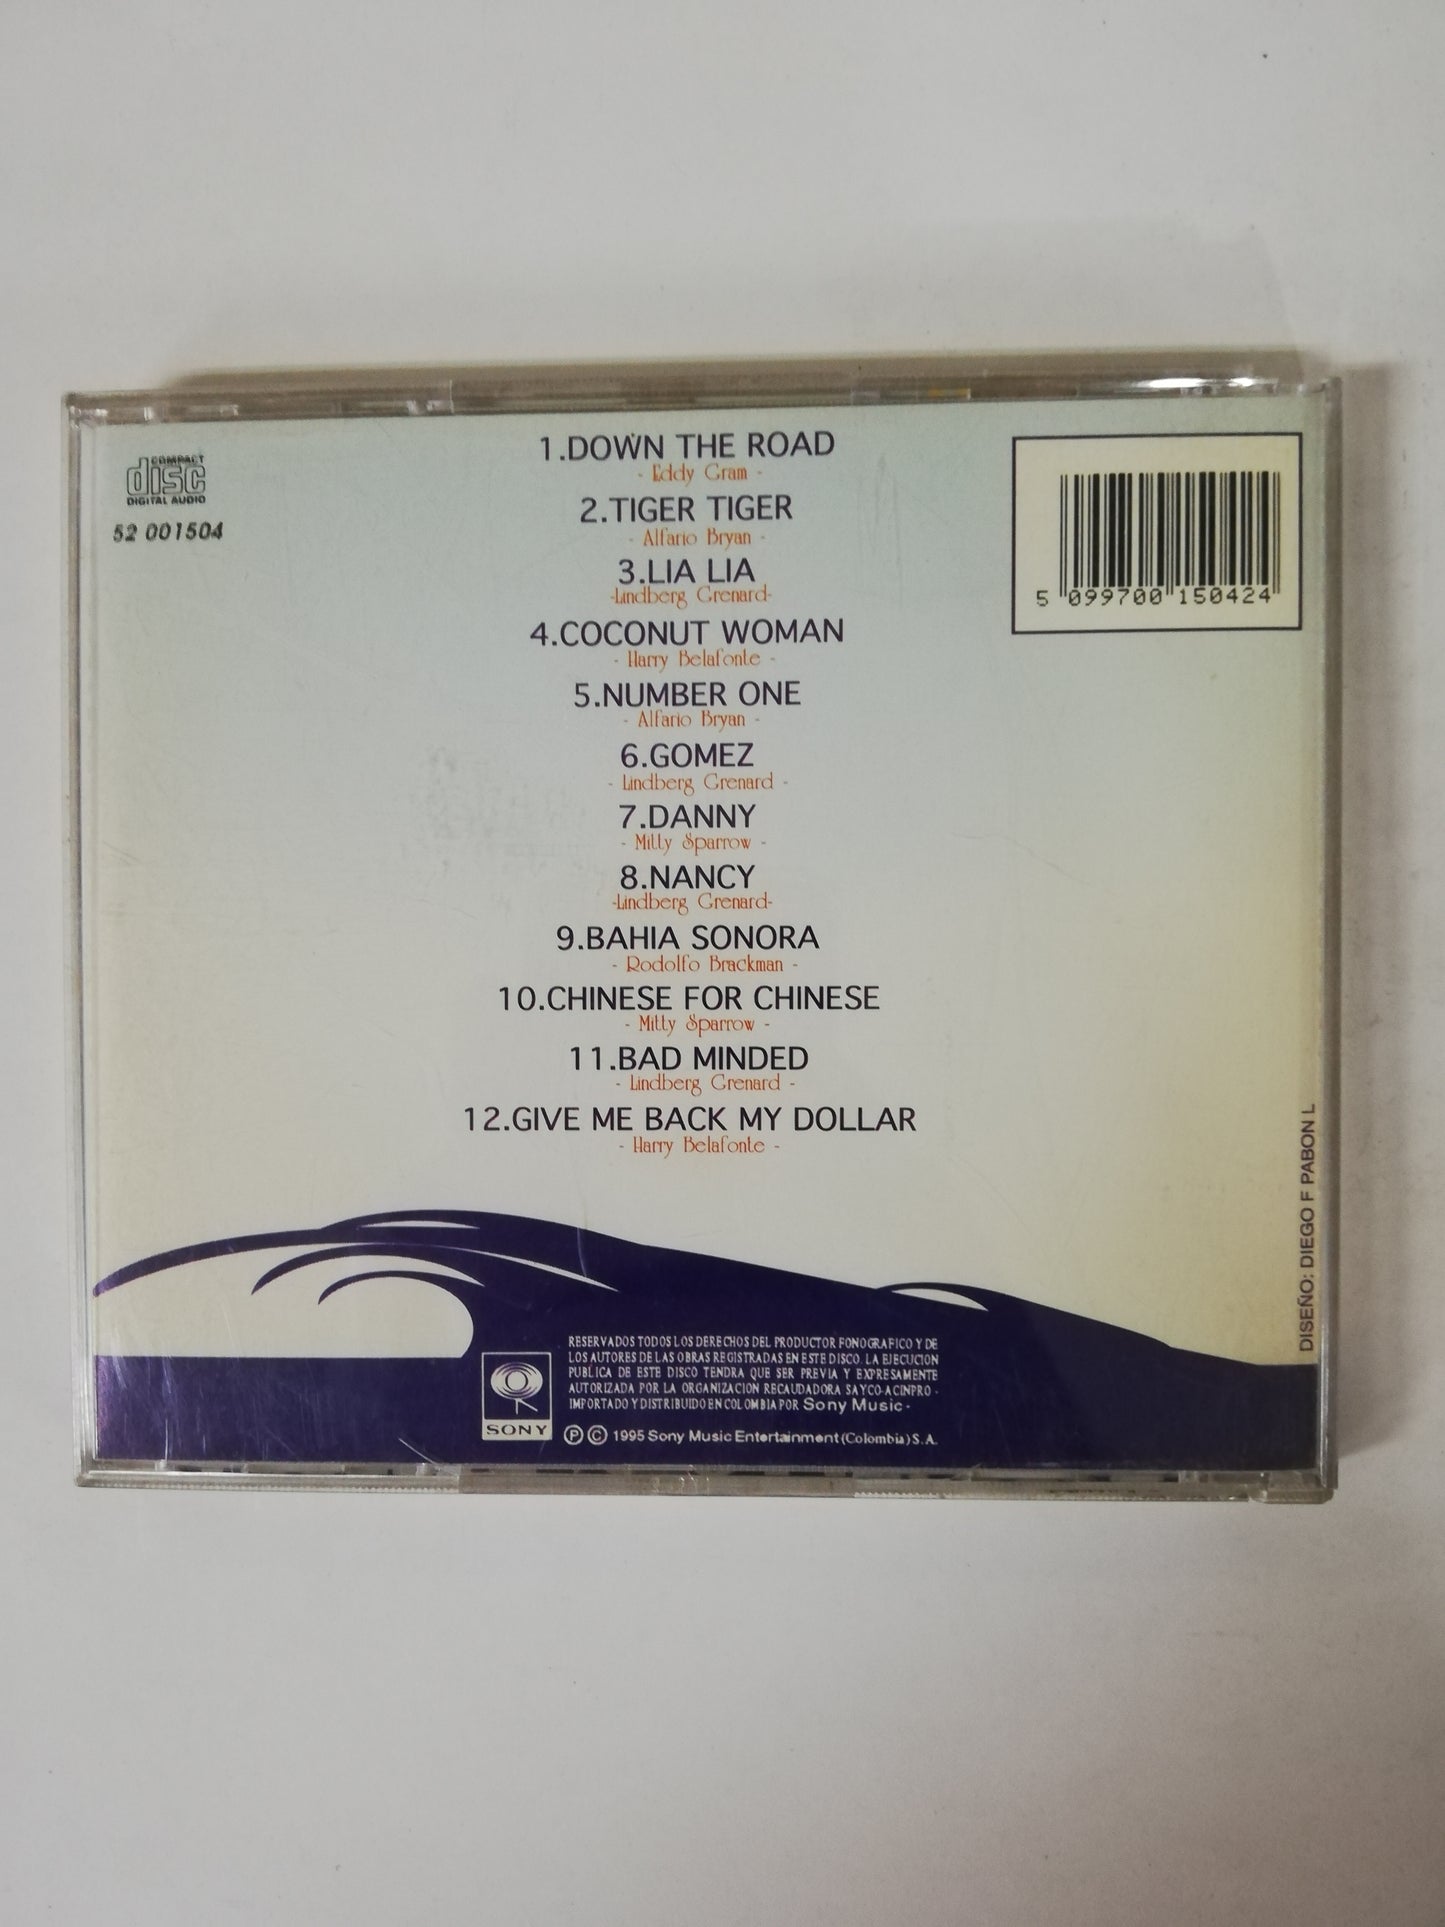 COMPACT
disc
DIGITAL AUDIO
52 001504
1.DOWN THE ROAD
- Eddy Gram -
2.TIGER TIGER
- Alfario Bryan -
3.LIA LIA
-Lindberg Grenard-
4.COCONUT WOMAN
- Harry Belafonte -
5.NUMBER ONE
- Alfario Bryan -
6.GOMEZ
- Lindberg Grenard -
7.DANNY
- Mitty Sparrow -
8.NANCY
-Lindberg Grenard-
9.BAHIA SONORA
- Rodolfo Brackman -
10.CHINESE FOR CHINESE
- Mitty Sparrow -
11.BAD MINDED
- Lindberg Grenard -
12.GIVE ME BACK MY DOLLAR
- Harry Belafonte -
5 099700 150424
DISEÑO: DIEGO F PABON L
SONY
RESERVADOS TODOS LOS DERECHOS DEL PRODUCTOR FONOGRAFICO Y DE
LOS AUTORES DE LAS OBRAS REGISTRADAS EN ESTE DISCO. LA EJECUCION
PUBLICA DE ESTE DISCO TENDRA QUE SER PREVIA Y EXPRESAMENTE
AUTORIZADA POR LA ORGANIZACION RECAUDADORA SAYCO-ACINPRO -
IMPORTADO Y DISTRIBUIDO EN COLOMBIA POR Sony Music -
Ⓟ © 1995 Sony Music Entertainment (Colombia) S.A.